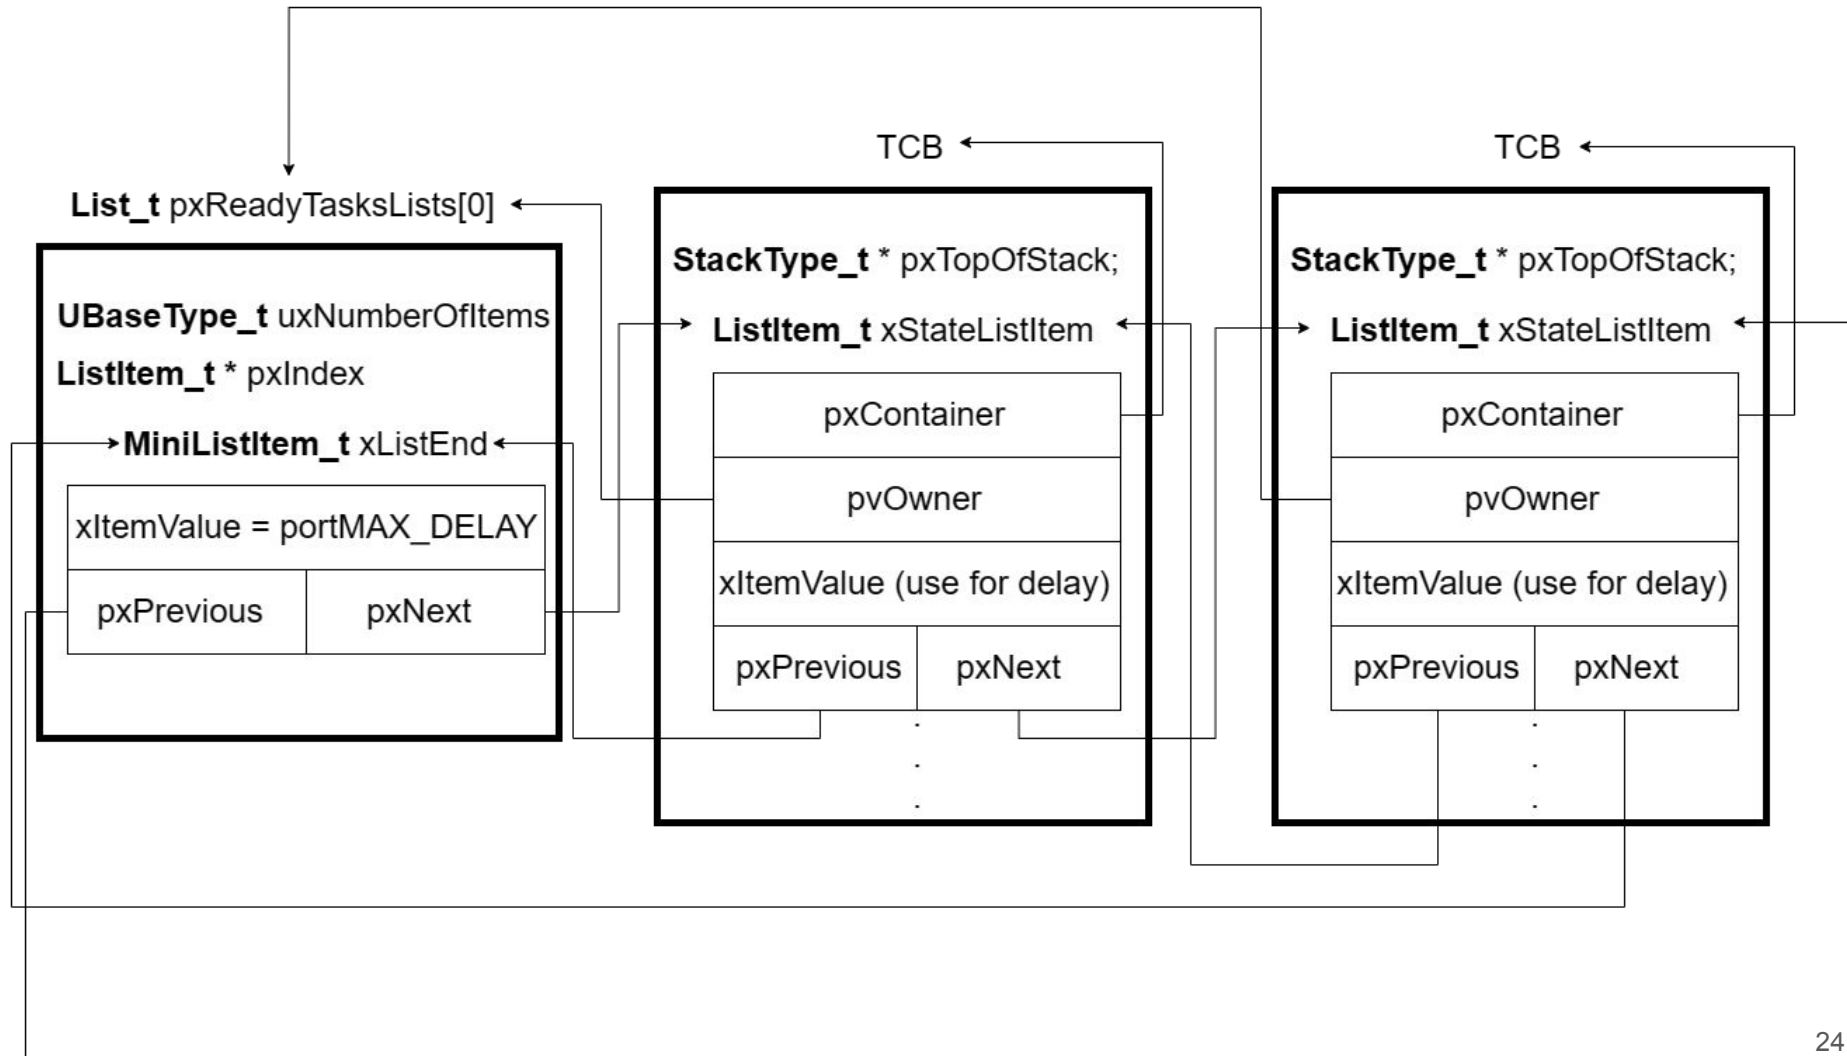 List_t pxReadyTasksLists[0]
UBaseType_t uxNumberOfItems
ListItem_t * pxIndex
MiniListItem_t xListEnd
xItemValue = portMAX_DELAY
pxPrevious
pxNext
TCB
StackType_t * pxTopOfStack;
ListItem_t xStateListItem
pxContainer
pvOwner
xItemValue (use for delay)
pxPrevious
pxNext
.
.
.
TCB
StackType_t * pxTopOfStack;
ListItem_t xStateListItem
pxContainer
pvOwner
xItemValue (use for delay)
pxPrevious
pxNext
.
.
.
24